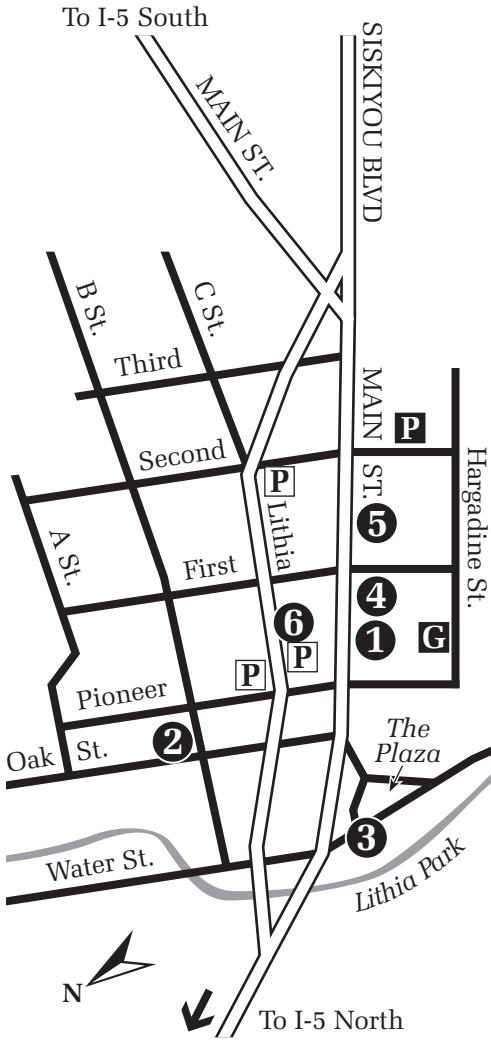 To I-5 South
MAIN ST.
SISKIYOU BLVD
B St.
C St.
Third
MAIN ST.
P
Second
P
Hargadine St.
5
A St.
Lithia
First
4
6
1
G
P
P
Pioneer
2
The
Plaza
Oak St.
3
Water St.
Lithia Park
N
To I-5 North